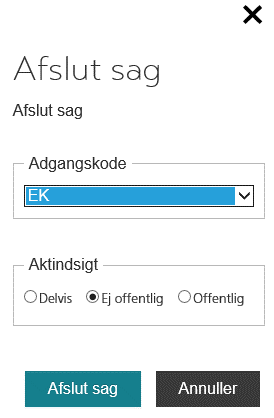 Afslut sag
Afslut sag
Adgangskode
EK
Aktindsigt
Delvis Ej offentlig Offentlig
Afslut sag Annuller